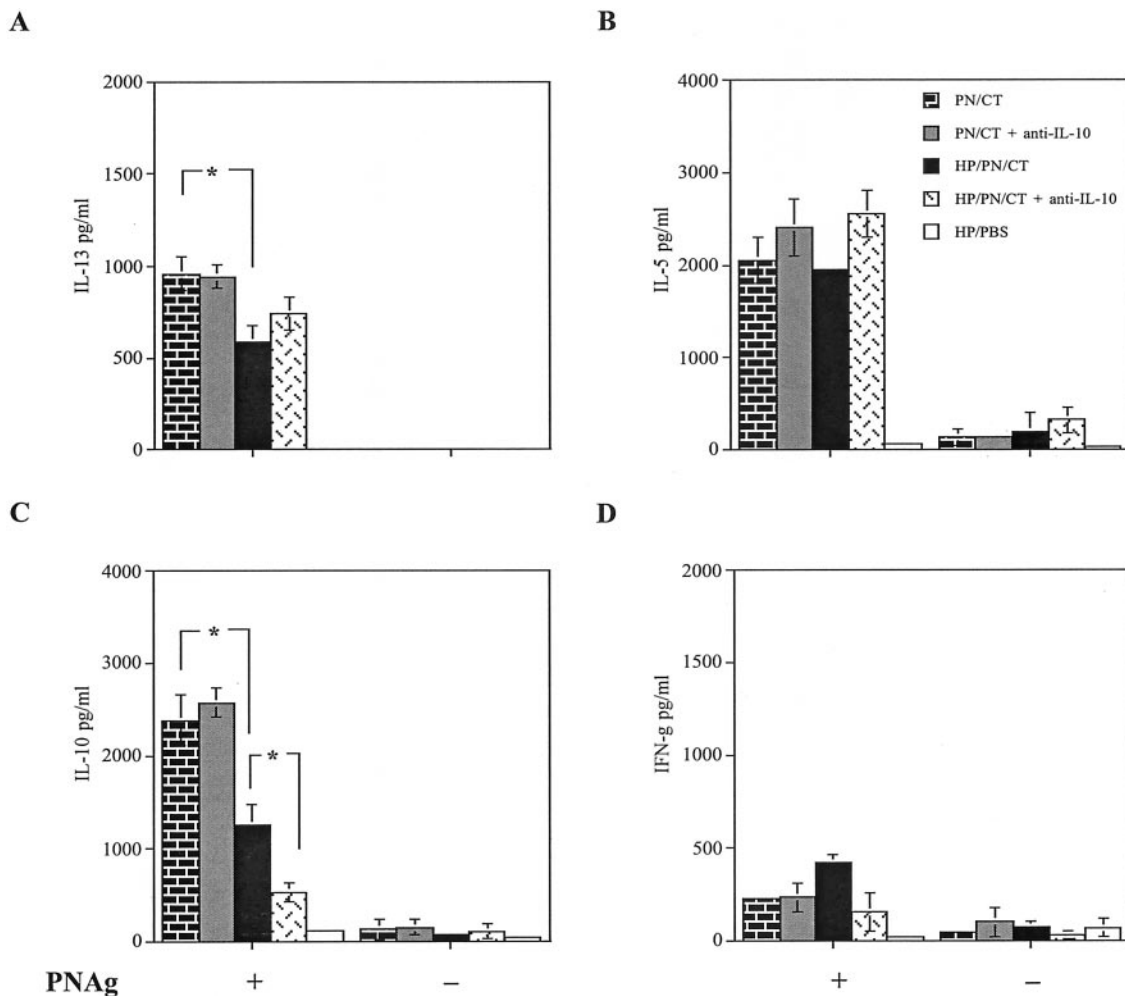 A
2000
1500
1000
500
0
IL-13 pg/ml
*
B
4000
3000
2000
1000
0
IL-5 pg/ml
PN/CT
PN/CT + anti-IL-10
HP/PN/CT
HP/PN/CT + anti-IL-10
HP/PBS
C
4000
3000
2000
1000
0
IL-10 pg/ml
*
*
D
2000
1500
1000
500
0
IFN-g pg/ml
PNAg + – + –